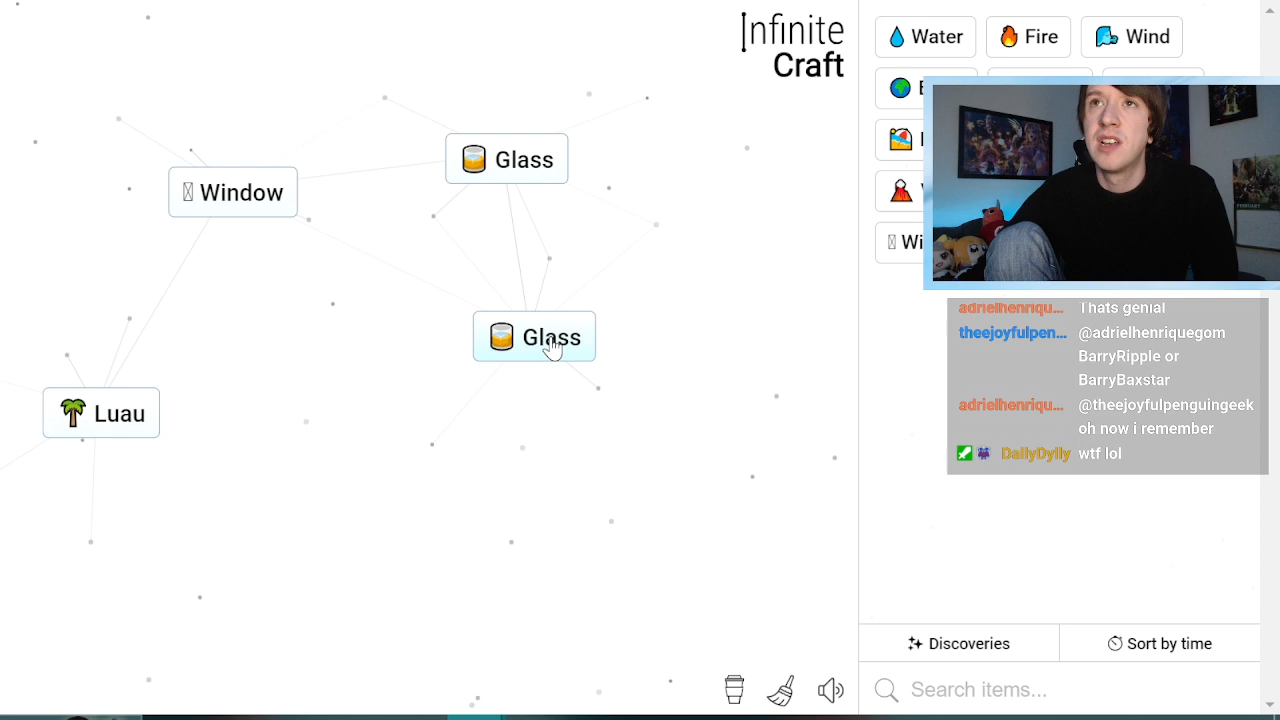 Infinite
Craft
Water
Fire
Wind
Window
Glass
Glass
Luau
adrielhenriqu... Thats genial
theejoyfulpen... @adrielhenriquegom
BarryRipple or
BarryBaxstar
adrielhenriqu... @theejoyfulpenguingeek
oh now i remember
DallyDylly wtf lol
Discoveries
Sort by time
Search items...